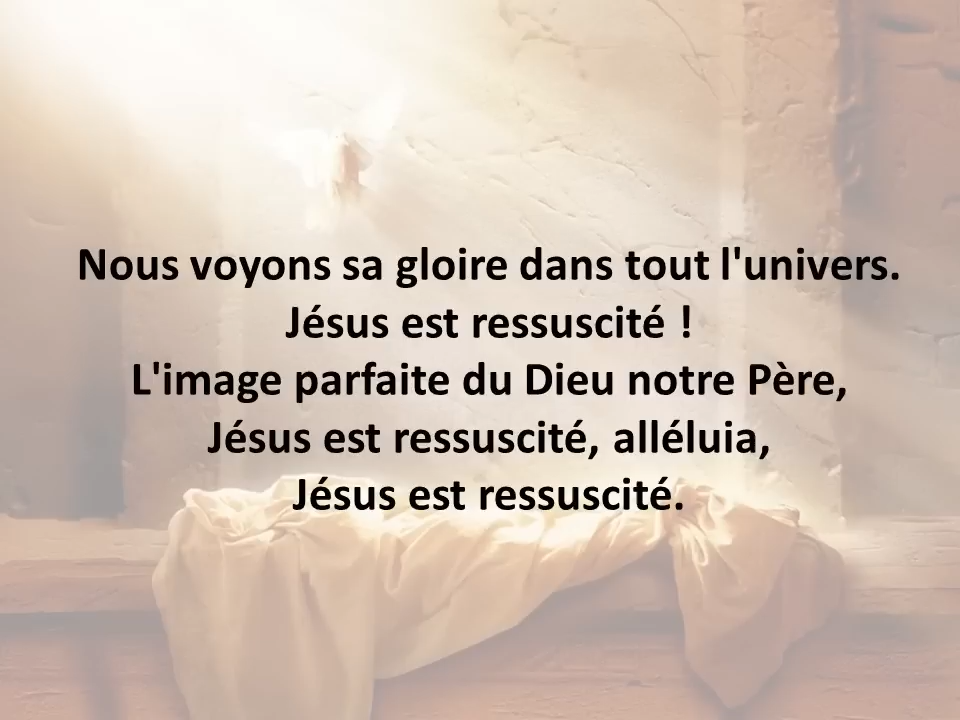 Nous voyons sa gloire dans tout l'univers.
Jésus est ressuscité !
L'image parfaite du Dieu notre Père,
Jésus est ressuscité, alléluia,
Jésus est ressuscité.